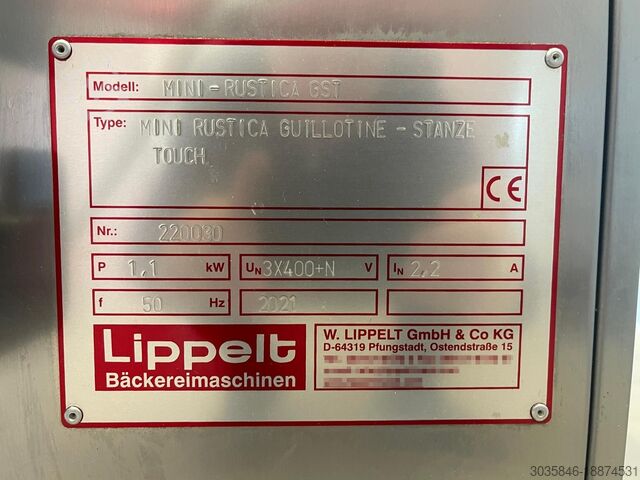 Modell: MINI-RUSTICA GST
Type: MINI RUSTICA GUILLOTINE - STANZE
TOUCH
CE
Nr.: 220030
P 1,1 kW UN 3X400+N V IN 2,2 A
f 50 Hz 2021
Lippelt
Bäckereimaschinen
W. LIPPELT GmbH & Co KG
D-64319 Pfungstadt, Ostendstraße 15
3035846-18874531